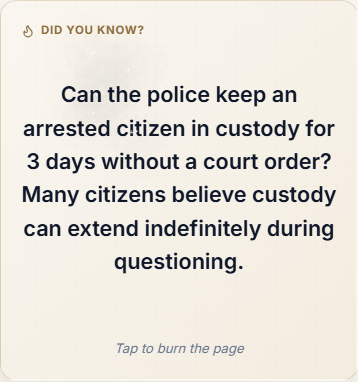 DID YOU KNOW?
Can the police keep an
arrested citizen in custody for
3 days without a court order?
Many citizens believe custody
can extend indefinitely during
questioning.
Tap to burn the page